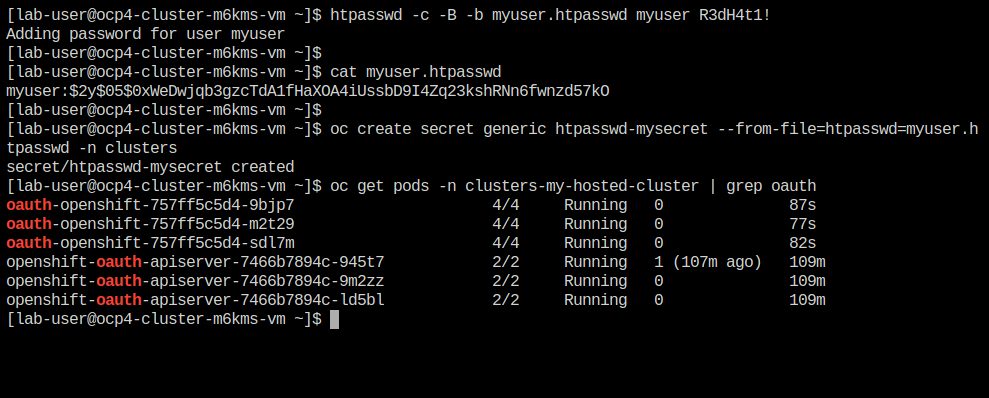 [lab-user@ocp4-cluster-m6kms-vm ~]$ htpasswd -c -B -b myuser.htpasswd myuser R3dH4t1!
Adding password for user myuser
[lab-user@ocp4-cluster-m6kms-vm ~]$
[lab-user@ocp4-cluster-m6kms-vm ~]$ cat myuser.htpasswd
myuser:$2y$05$0xWeDwjqb3gzcTdA1fHaXOA4iUssbD9I4Zq23kshRNn6fwnzd57kO
[lab-user@ocp4-cluster-m6kms-vm ~]$
[lab-user@ocp4-cluster-m6kms-vm ~]$ oc create secret generic htpasswd-mysecret --from-file=htpasswd=myuser.h
tpasswd -n clusters
secret/htpasswd-mysecret created
[lab-user@ocp4-cluster-m6kms-vm ~]$ oc get pods -n clusters-my-hosted-cluster | grep oauth
oauth-openshift-757ff5c5d4-9bjp7 4/4 Running 0 87s
oauth-openshift-757ff5c5d4-m2t29 4/4 Running 0 77s
oauth-openshift-757ff5c5d4-sdl7m 4/4 Running 0 82s
openshift-oauth-apiserver-7466b7894c-945t7 2/2 Running 1 (107m ago) 109m
openshift-oauth-apiserver-7466b7894c-9m2zz 2/2 Running 0 109m
openshift-oauth-apiserver-7466b7894c-ld5bl 2/2 Running 0 109m
[lab-user@ocp4-cluster-m6kms-vm ~]$